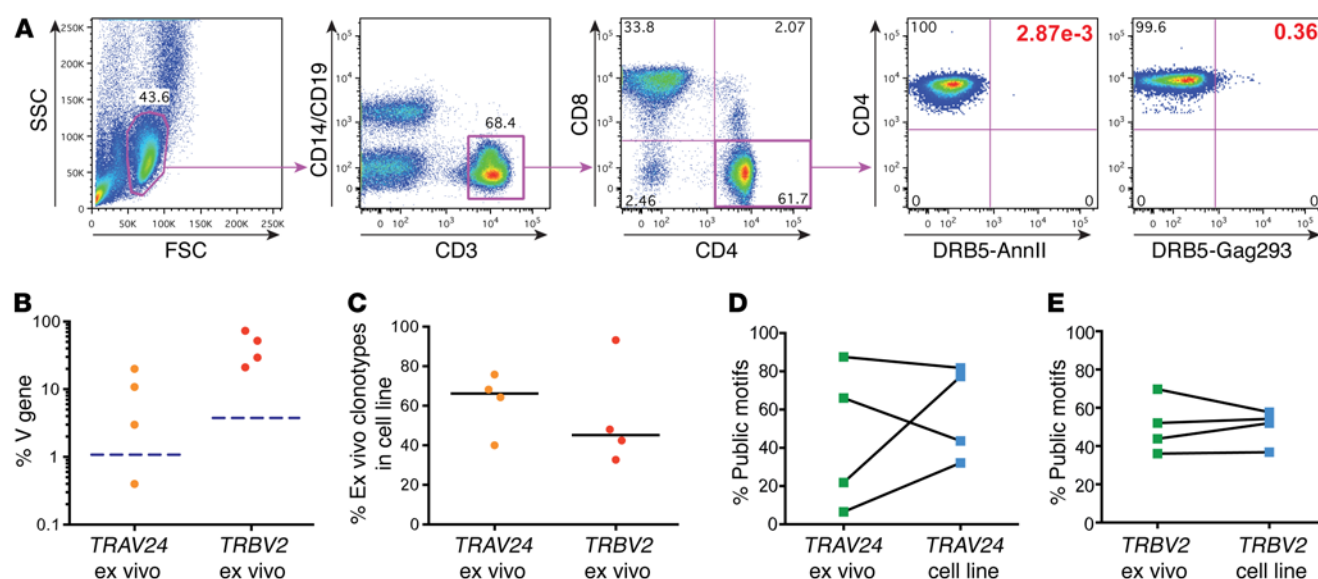 A
SSC
250K
200K
150K
100K
50K
0
43.6
0 50K 100K 150K 200K 250K
FSC
CD14/CD19
10^5
10^4
10^3
10^2
0
68.4
0 10^2 10^3 10^4 10^5
CD3
CD8
10^5
10^4
10^3
10^2
0
33.8 2.07
2.46 61.7
0 10^2 10^3 10^4 10^5
CD4
CD4
10^5
10^4
10^3
10^2
0
100 2.87e-3
0 0
0 10^2 10^3 10^4 10^5
DRB5-AnnII
10^5
10^4
10^3
10^2
0
99.6 0.36
0 0
0 10^2 10^3 10^4 10^5
DRB5-Gag293
B
% V gene
100
10
1
0.1
TRAV24 TRBV2
ex vivo ex vivo
C
% Ex vivo clonotypes
in cell line
100
80
60
40
20
0
TRAV24 TRBV2
ex vivo ex vivo
D
% Public motifs
100
80
60
40
20
0
TRAV24 TRAV24
ex vivo cell line
E
% Public motifs
100
80
60
40
20
0
TRBV2 TRBV2
ex vivo cell line